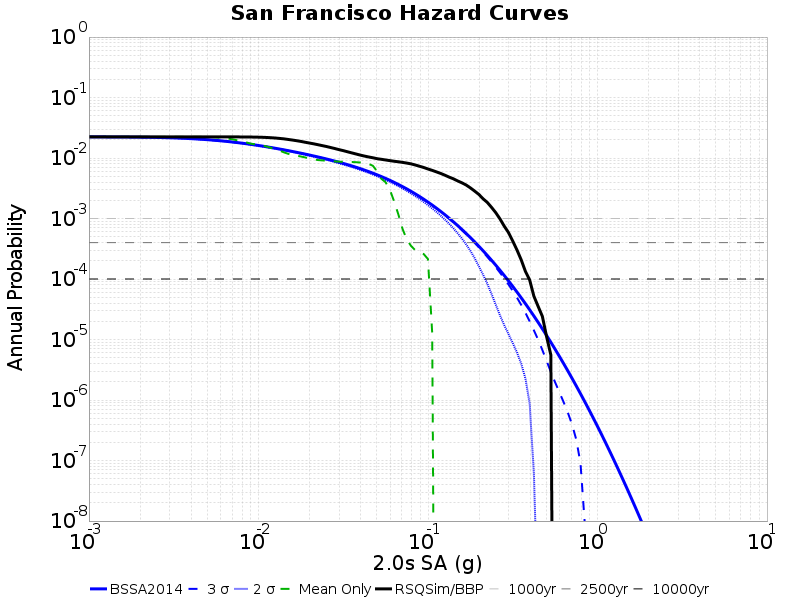 San Francisco Hazard Curves
10^0
10^-1
10^-2
10^-3
10^-4
10^-5
10^-6
10^-7
10^-8
Annual Probability
10^-3 10^-2 10^-1 10^0 10^1
2.0s SA (g)
BSSA2014 3 σ 2 σ Mean Only RSQSim/BBP 1000yr 2500yr 10000yr